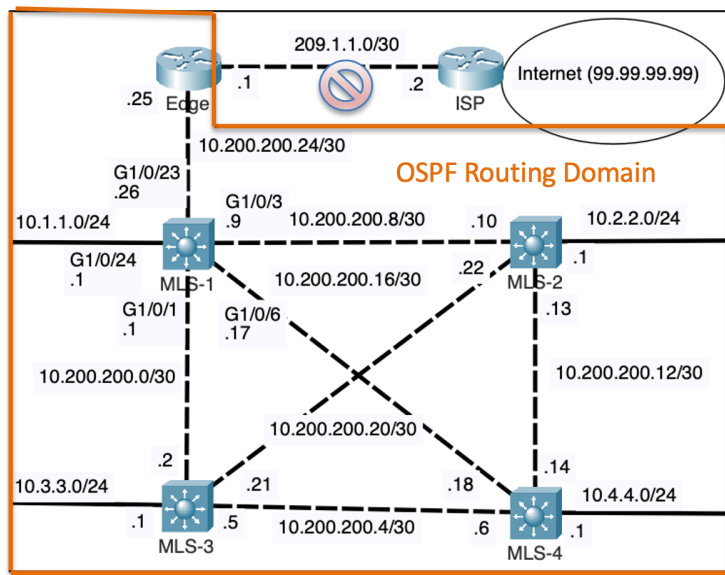 209.1.1.0/30
Internet (99.99.99.99)
.1
.2
Edge
ISP
.25
10.200.200.24/30
OSPF Routing Domain
G1/0/23
.26
G1/0/3
.9
10.1.1.0/24
10.200.200.8/30
.10
10.2.2.0/24
G1/0/24
.1
MLS-1
10.200.200.16/30
.22
MLS-2
.1
G1/0/1
.1
G1/0/6
.17
.13
10.200.200.0/30
10.200.200.12/30
10.200.200.20/30
.2
.14
10.3.3.0/24
.21
.18
10.4.4.0/24
.1
.5
10.200.200.4/30
.6
.1
MLS-3
MLS-4